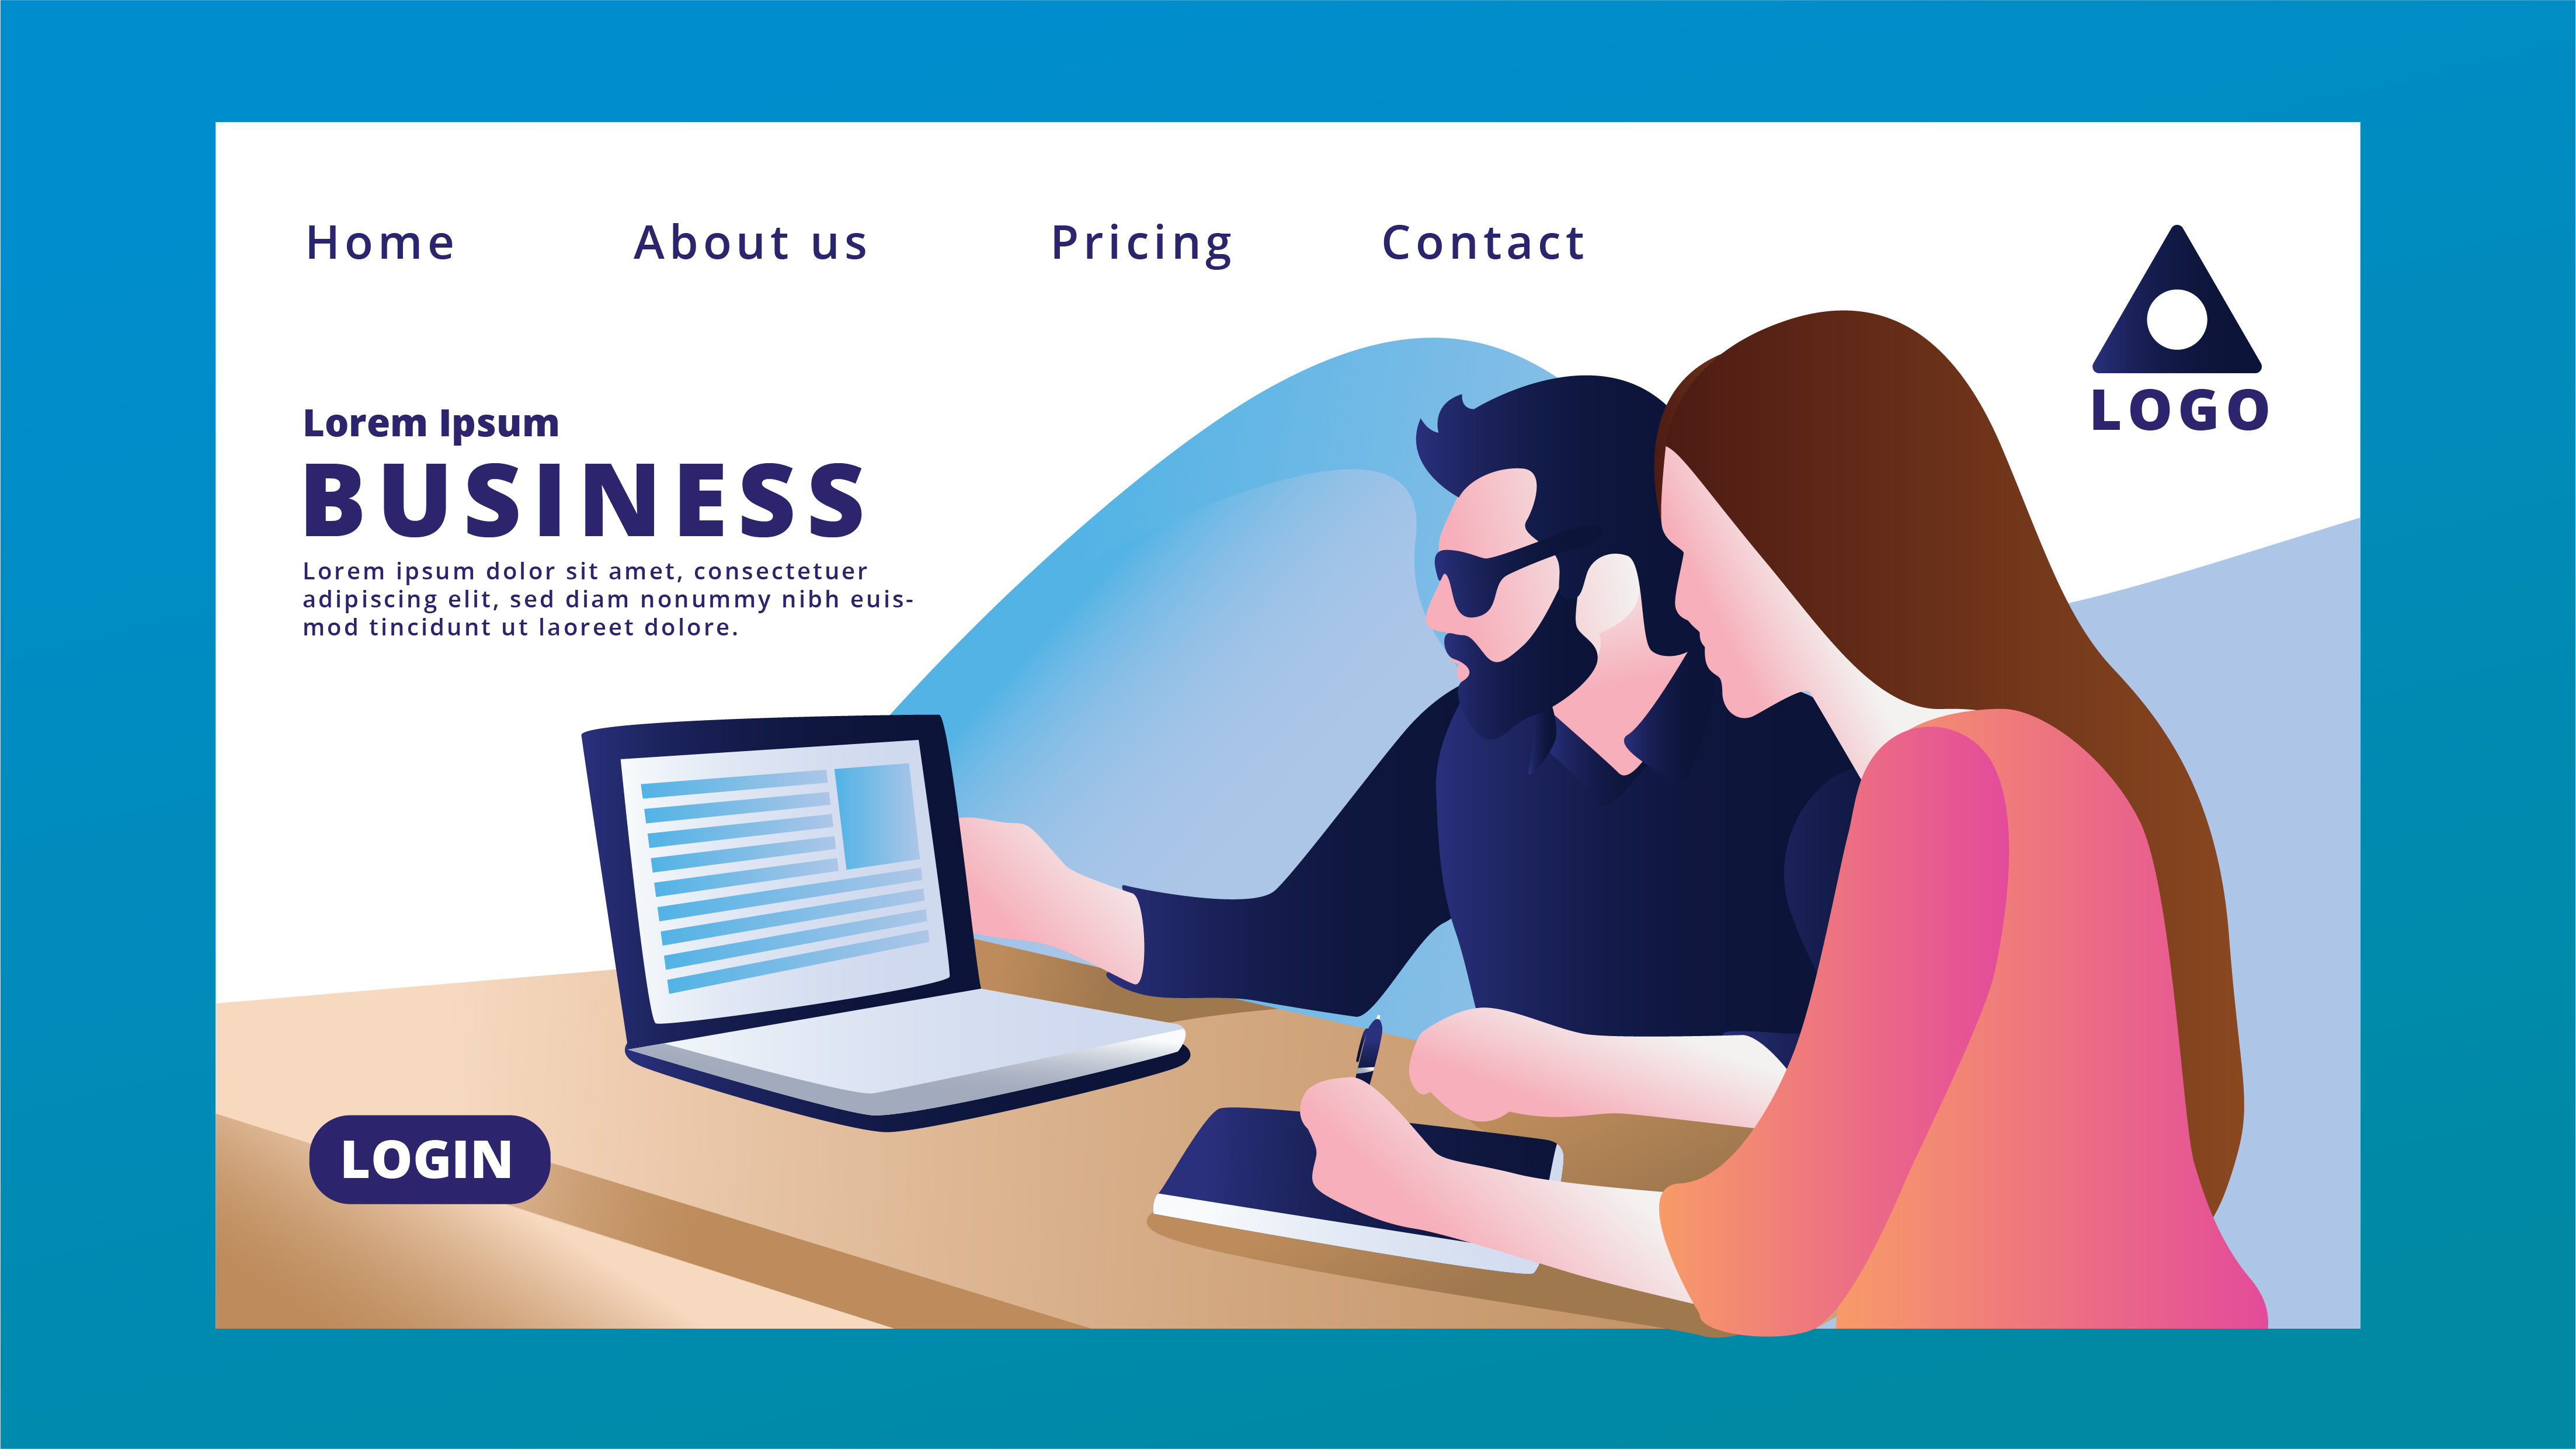 Home About us Pricing Contact
LOGO
Lorem Ipsum
BUSINESS
Lorem ipsum dolor sit amet, consectetuer
adipiscing elit, sed diam nonummy nibh euis-
mod tincidunt ut laoreet dolore.
LOGIN